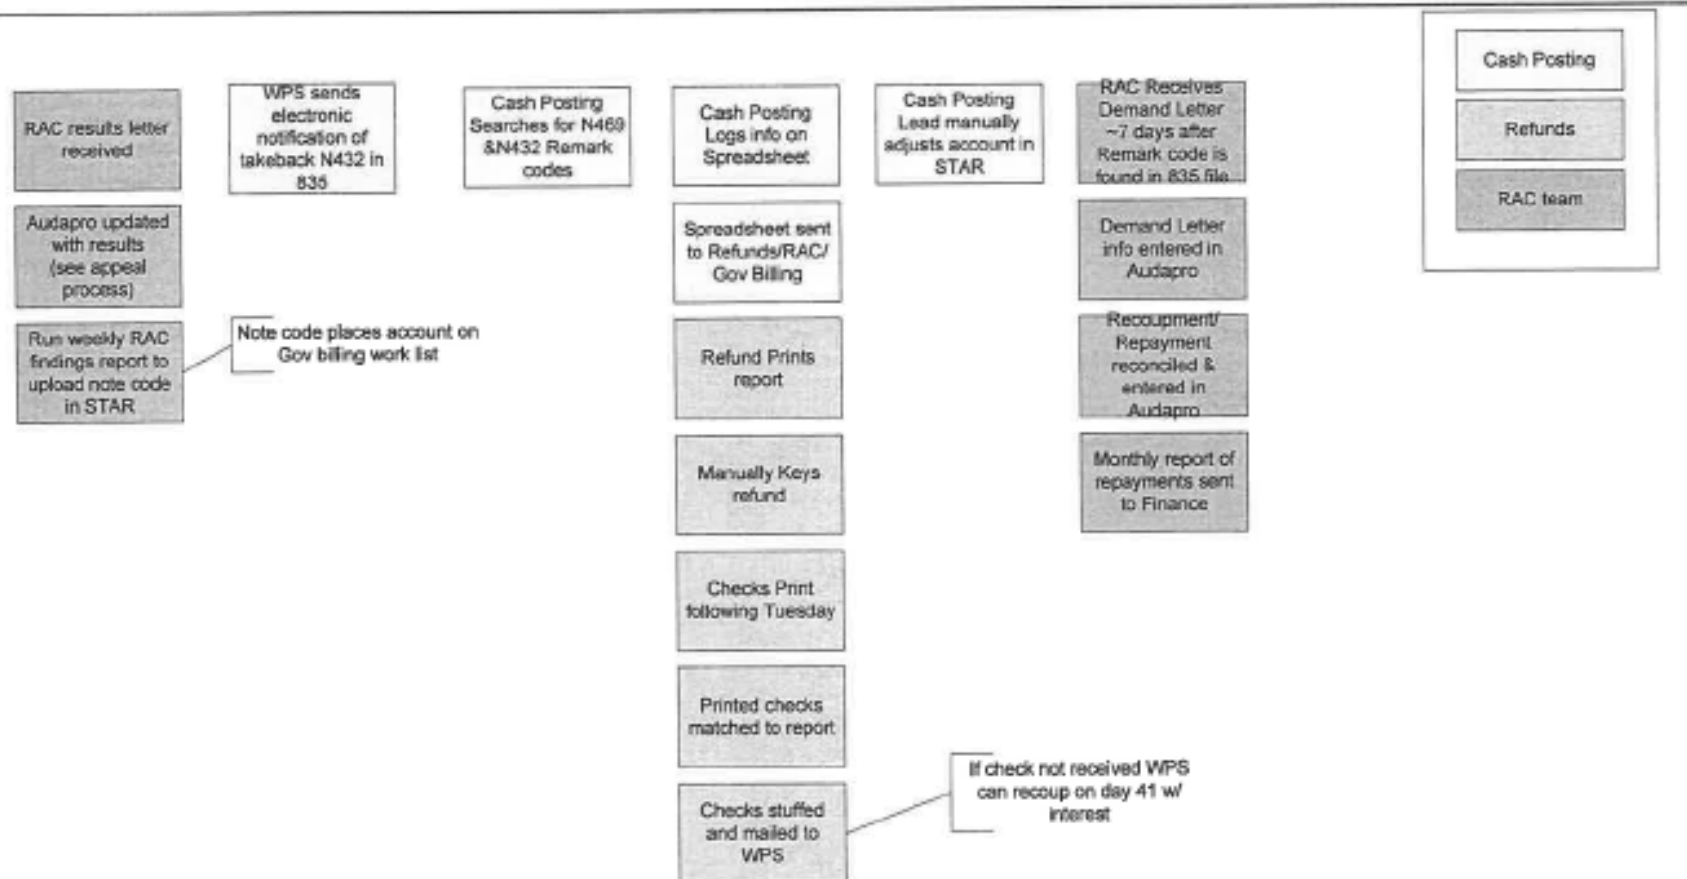 RAC results letter
received
Audapro updated
with results
(see appeal
process)
Run weekly RAC
findings report to
upload note code
in STAR
Note code places account on
Gov billing work list
WPS sends
electronic
notification of
takeback N432 in
835
Cash Posting
Searches for N469
&N432 Remark
codes
Cash Posting
Logs info on
Spreadsheet
Spreadsheet sent
to Refunds/RAC/
Gov Billing
Refund Prints
report
Manually Keys
refund
Checks Print
following Tuesday
Printed checks
matched to report
Checks stuffed
and mailed to
WPS
If check not received WPS
can recoup on day 41 w/
interest
Cash Posting
Lead manually
adjusts account in
STAR
RAC Receives
Demand Letter
~7 days after
Remark code is
found in 835 file
Demand Letter
info entered in
Audapro
Recoupment/
Repayment
reconciled &
entered in
Audapro
Monthly report of
repayments sent
to Finance
Cash Posting
Refunds
RAC team